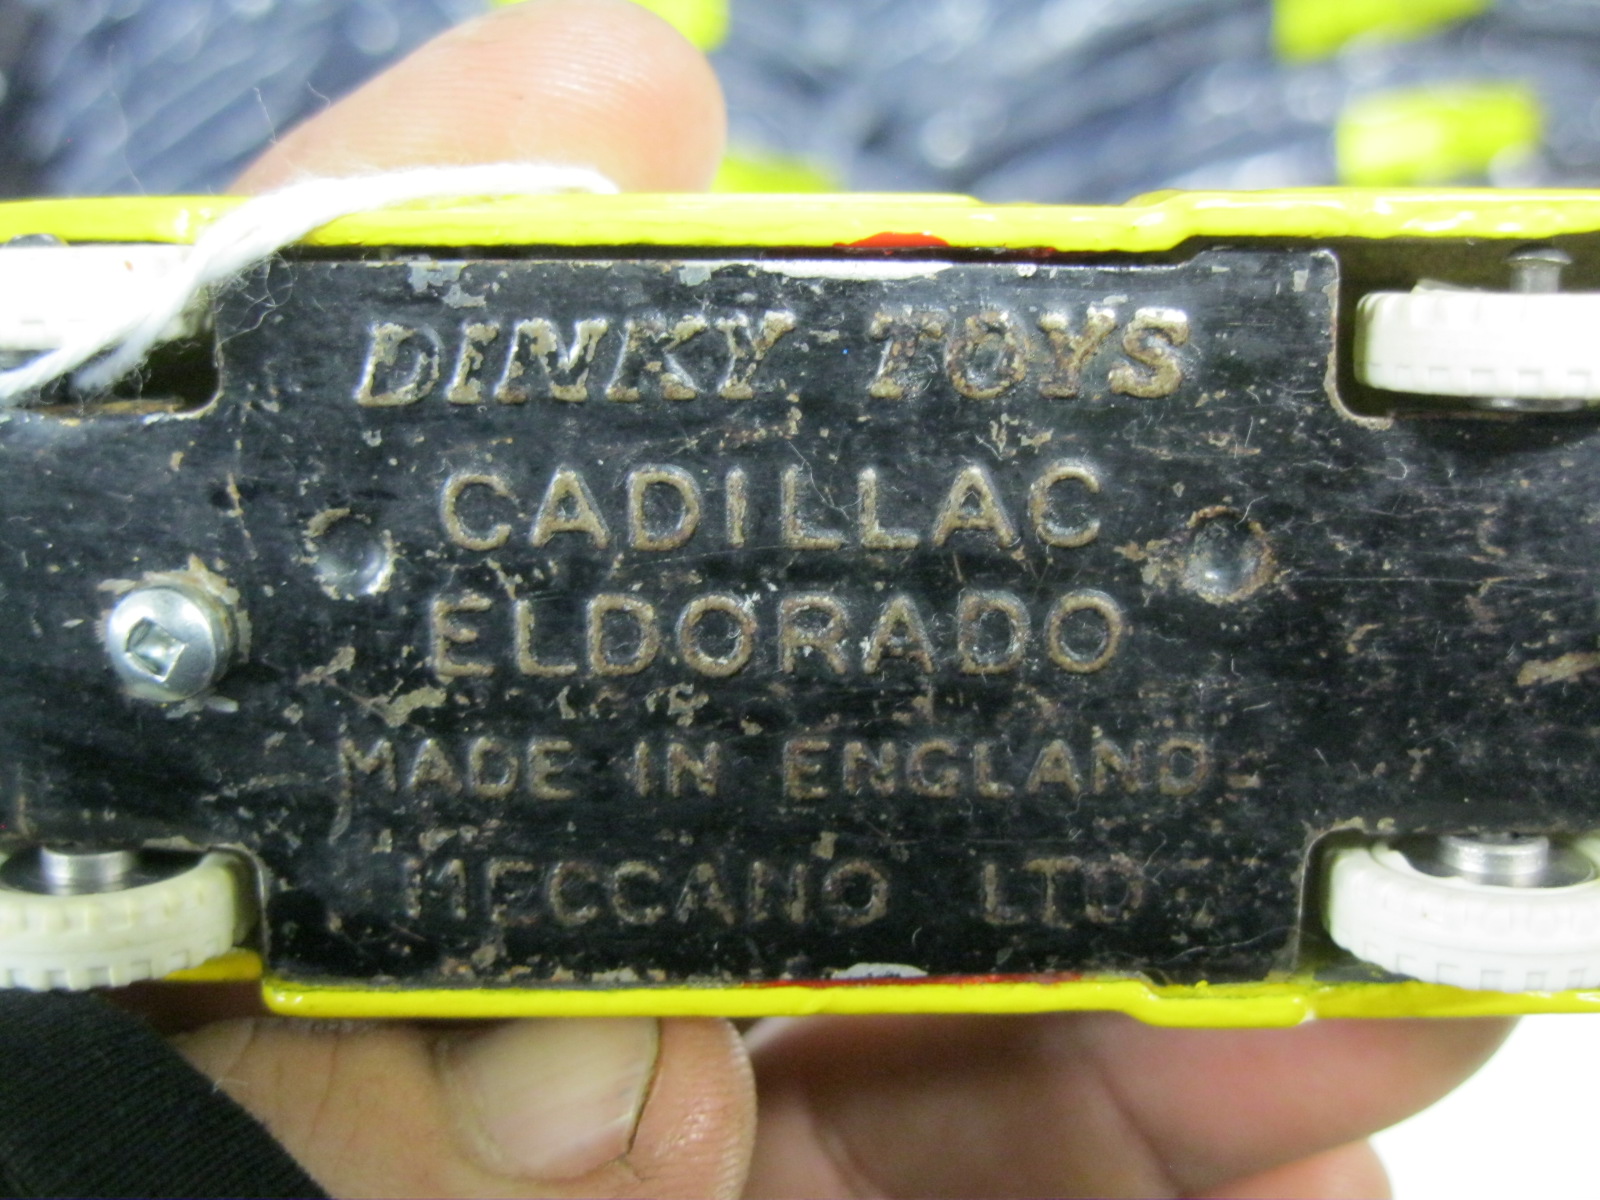 DINKY TOYS
CADILLAC
ELDORADO
MADE IN ENGLAND
MECCANO LTD